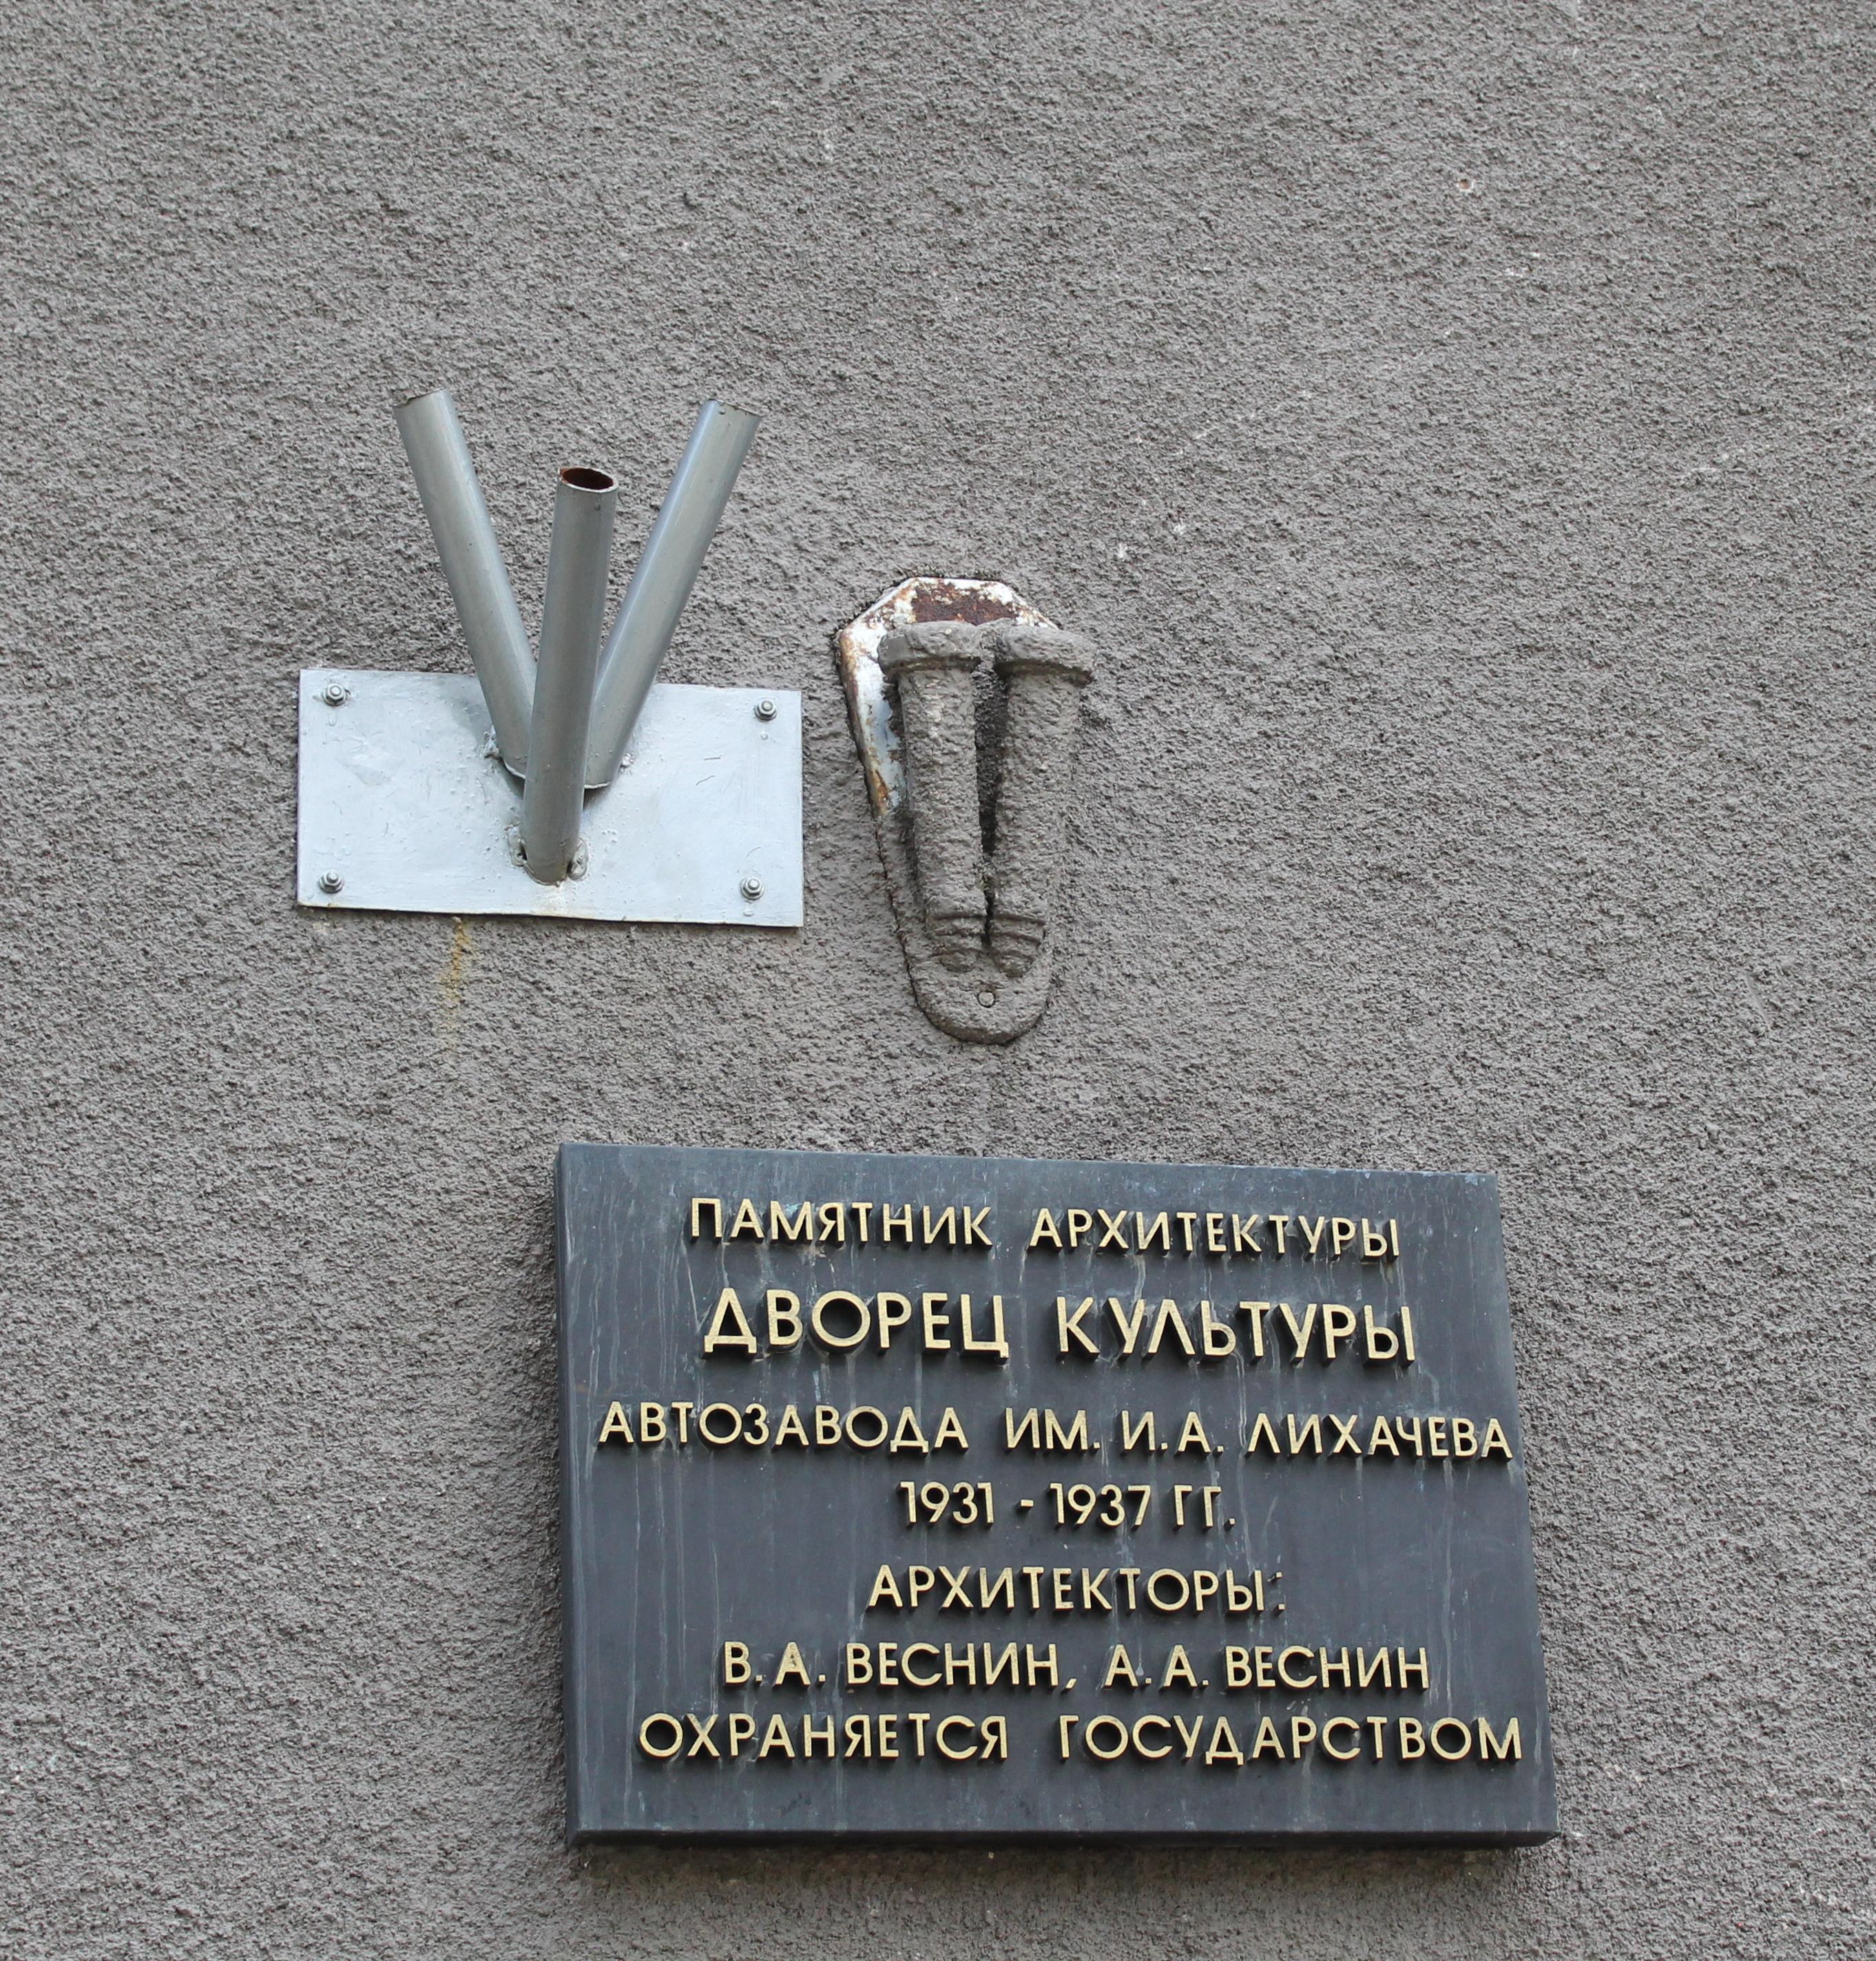 ПАМЯТНИК АРХИТЕКТУРЫ
ДВОРЕЦ КУЛЬТУРЫ
АВТОЗАВОДА ИМ. И.А. ЛИХАЧЕВА
1931 - 1937 ГГ.
АРХИТЕКТОРЫ:
В.А. ВЕСНИН, А.А. ВЕСНИН
ОХРАНЯЕТСЯ ГОСУДАРСТВОМ